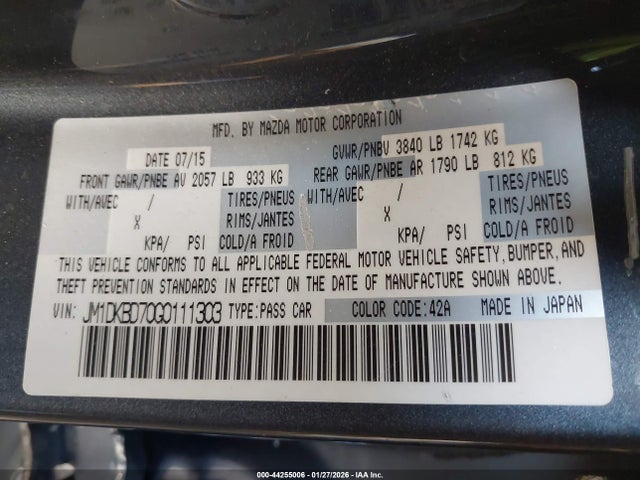 MFD. BY MAZDA MOTOR CORPORATION
DATE 07/15 GVWR/PNBV 3840 LB 1742 KG
FRONT GAWR/PNBE AV 2057 LB 933 KG REAR GAWR/PNBE AR 1790 LB 812 KG
WITH/AVEC / TIRES/PNEUS WITH/AVEC / TIRES/PNEUS
X RIMS/JANTES X RIMS/JANTES
KPA/ PSI COLD/A FROID KPA/ PSI COLD/A FROID
THIS VEHICLE CONFORMS TO ALL APPLICABLE FEDERAL MOTOR VEHICLE SAFETY, BUMPER, AND
THEFT PREVENTION STANDARDS IN EFFECT ON THE DATE OF MANUFACTURE SHOWN ABOVE.
VIN: JM1DKBD70G0111303 TYPE:PASS CAR COLOR CODE:42A MADE IN JAPAN
000-44255006 | 01/27/2026 | IAA Inc.